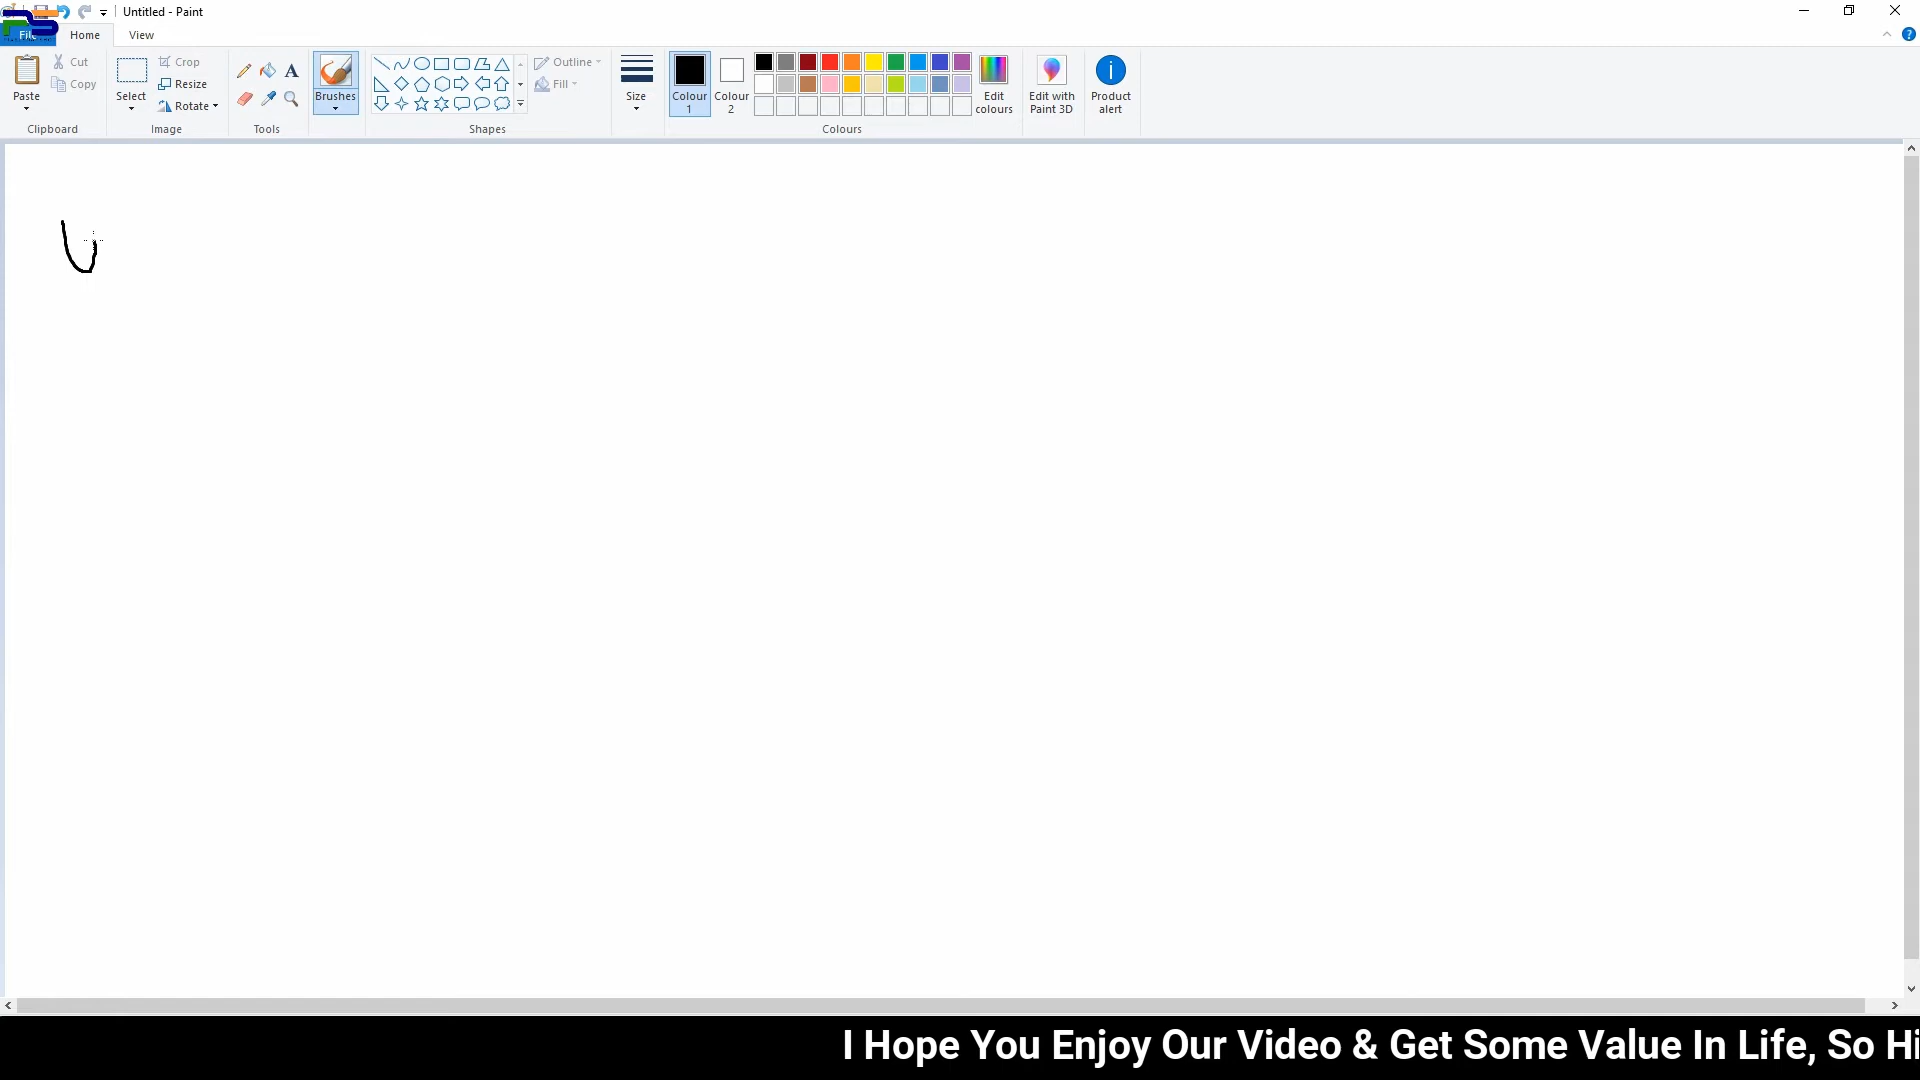 Untitled - Paint
File Home View
Paste Cut Copy Clipboard
Select Crop Resize Rotate Image
Tools
Brushes
Shapes Outline Fill
Size
Colour 1 Colour 2 Edit colours Colours
Edit with Paint 3D
Product alert
U
I Hope You Enjoy Our Video & Get Some Value In Life, So Hi